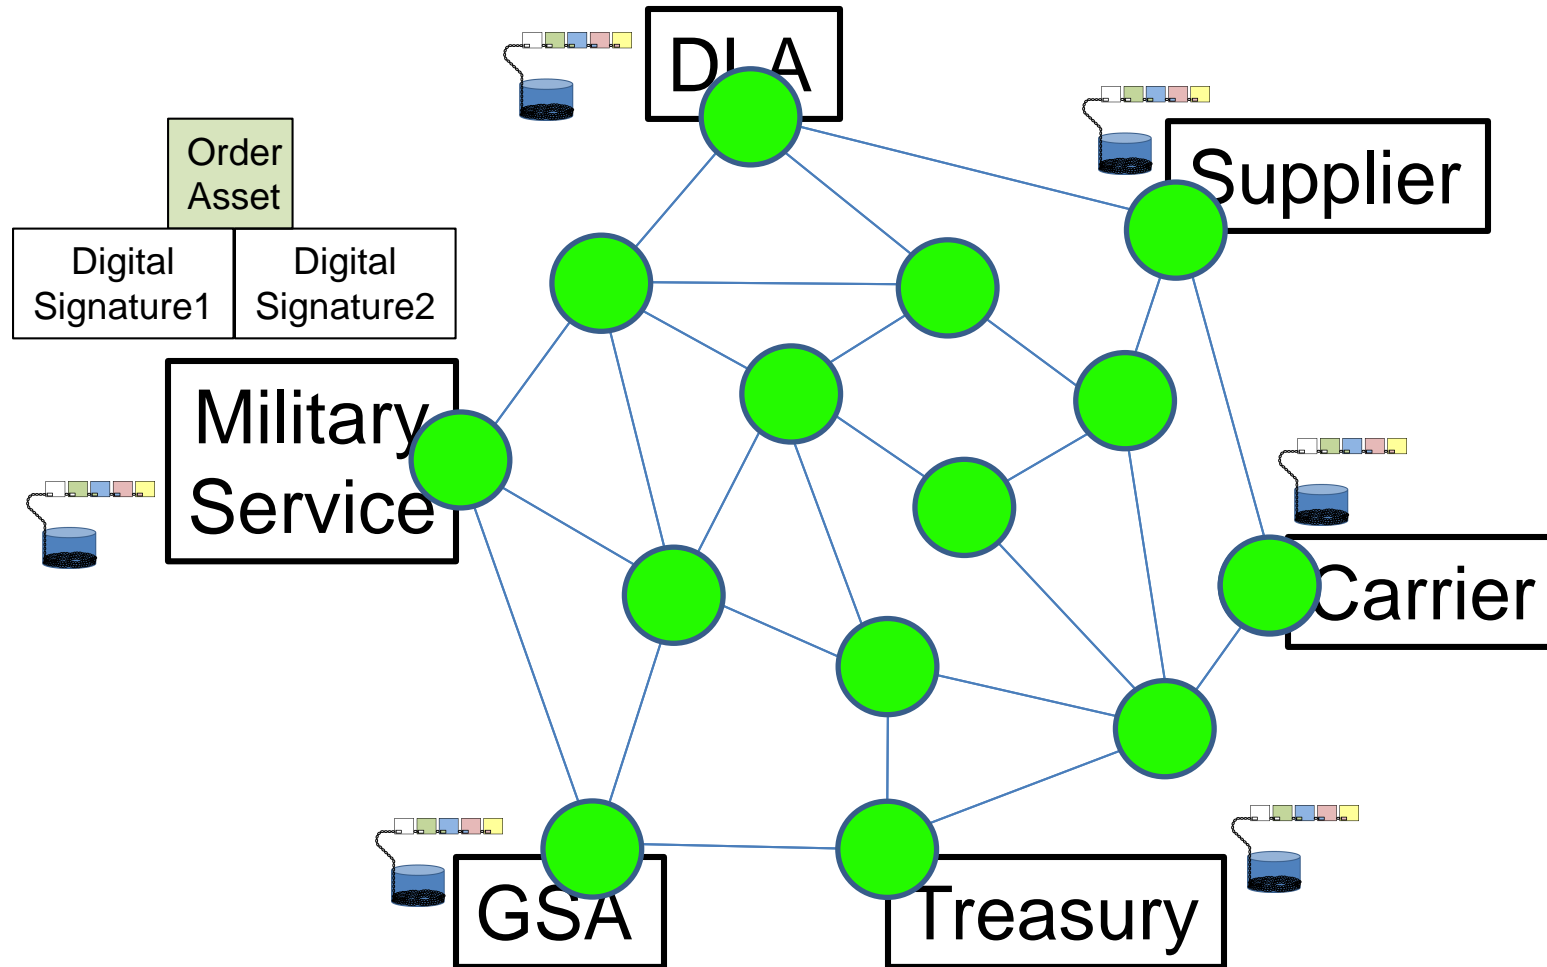 DLA
Supplier
Order
Asset
Digital
Signature1
Digital
Signature2
Military
Service
Carrier
GSA
Treasury